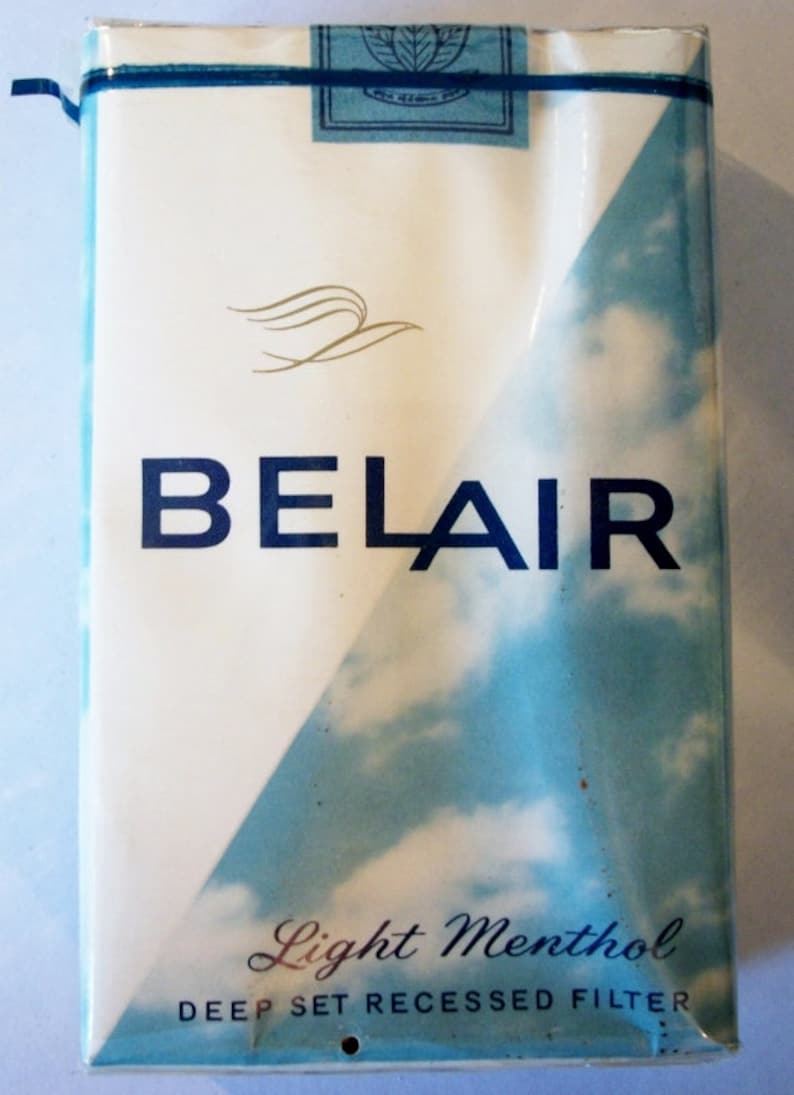 BELAIR
Light Menthol
DEEP SET RECESSED FILTER